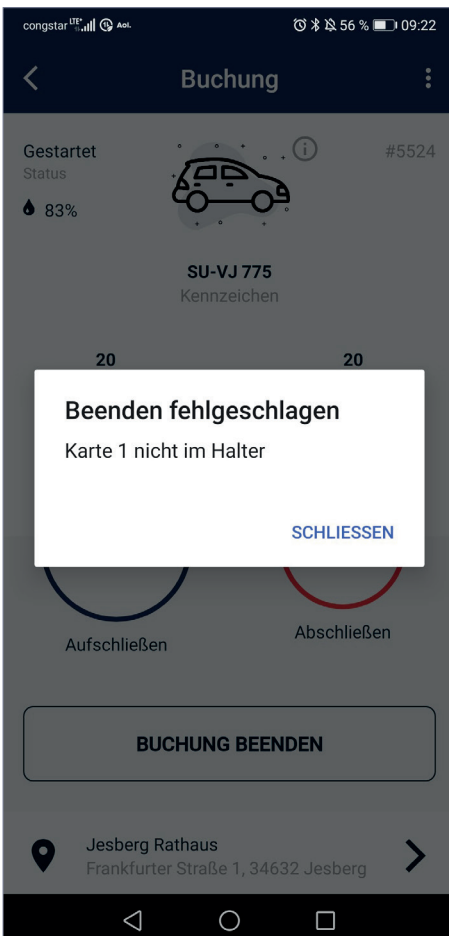 congstar LTE+ Aol. 56 % 09:22
Buchung
Gestartet
#5524
Status
83%
SU-VJ 775
Kennzeichen
20 20
Beenden fehlgeschlagen
Karte 1 nicht im Halter
SCHLIESSEN
Aufschließen
Abschließen
BUCHUNG BEENDEN
Jesberg Rathaus
Frankfurter Straße 1, 34632 Jesberg